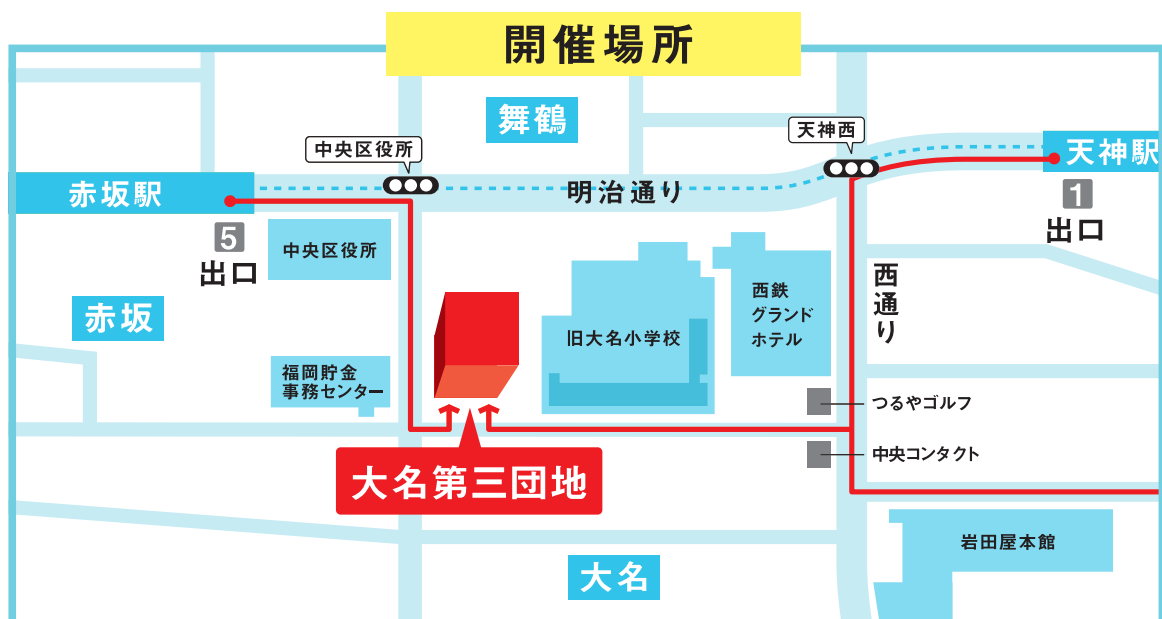 開催場所
舞鶴
天神西
中央区役所
天神駅
赤坂駅
明治通り
1
出口
5
出口
中央区役所
西通り
赤坂
西鉄
グランド
ホテル
旧大名小学校
福岡貯金
事務センター
つるやゴルフ
中央コンタクト
大名第三団地
岩田屋本館
大名